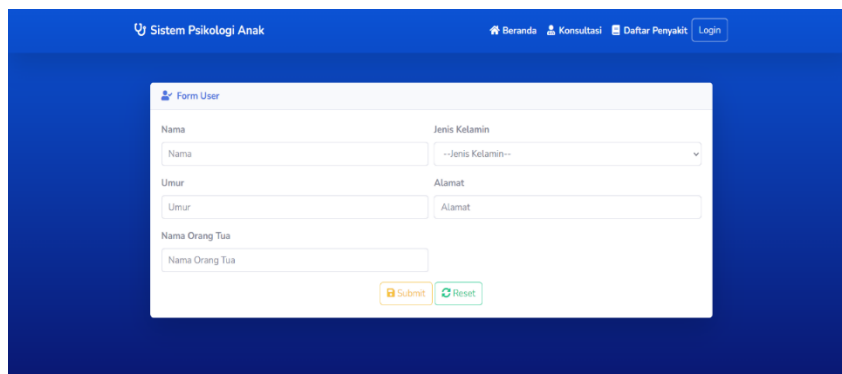 Sistem Psikologi Anak
Beranda Konsultasi Daftar Penyakit Login
Form User
Nama Jenis Kelamin
Nama --Jenis Kelamin--
Umur Alamat
Umur Alamat
Nama Orang Tua
Nama Orang Tua
Submit Reset